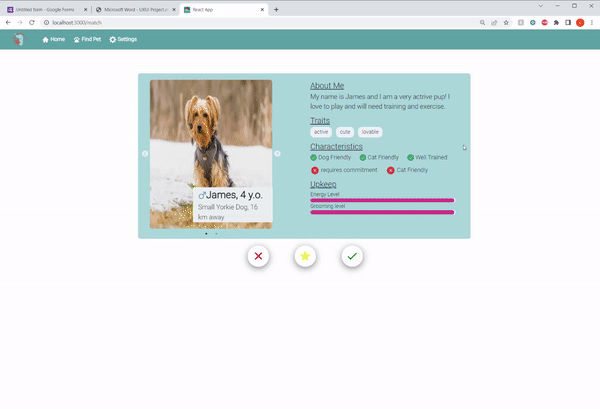 Untitled Item - Google Forms
Microsoft Word - UI/UI Project.c
React App
localhost:3000/match
Home
Find Pet
Settings
About Me
My name is James and I am a very actrive pup! I
love to play and will need training and exercise.
Traits
active
cute
lovable
Characteristics
Dog Friendly
Cat Friendly
Well Trained
requires commitment
Cat Friendly
Upkeep
Energy Level
Grooming level
James, 4 y.o.
Small Yorkie Dog, 16
km away